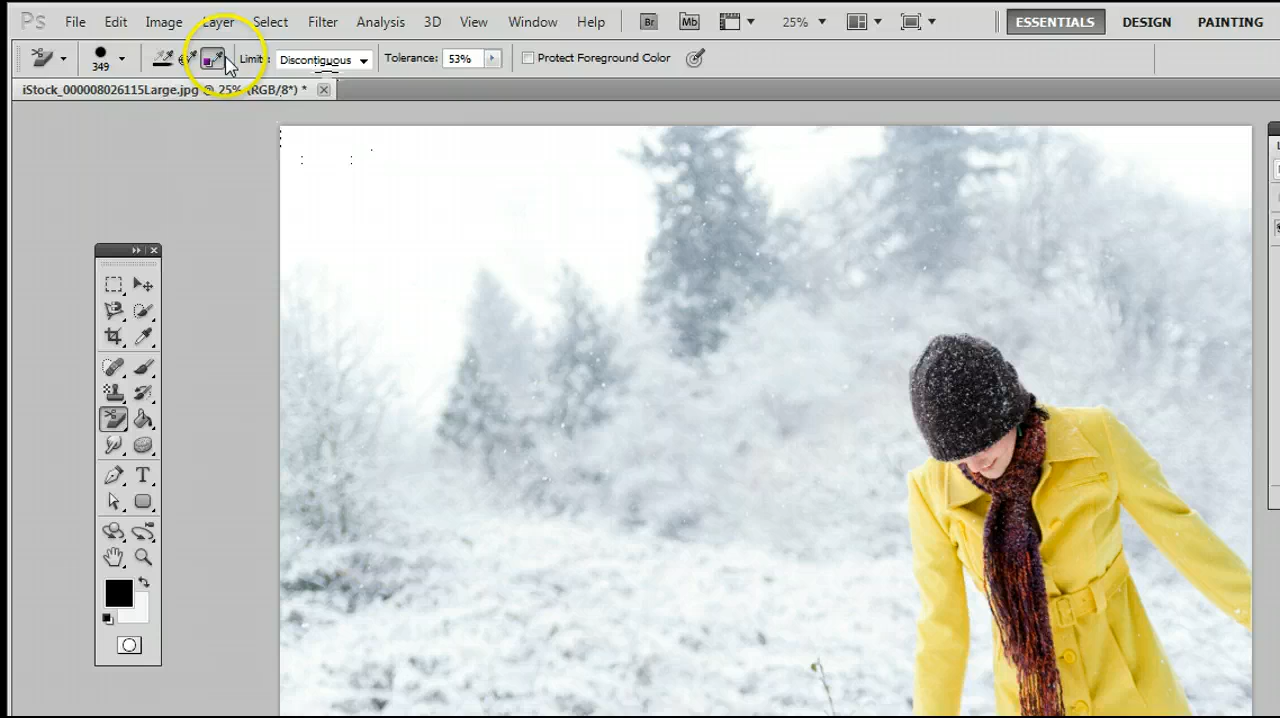 Ps File Edit Image Layer Select Filter Analysis 3D View Window Help Br Mb 25% ESSENTIALS DESIGN PAINTING
349 Limit: Discontiguous Tolerance: 53% Protect Foreground Color
iStock_000008026115Large.jpg @ 25% (RGB/8*) *
T